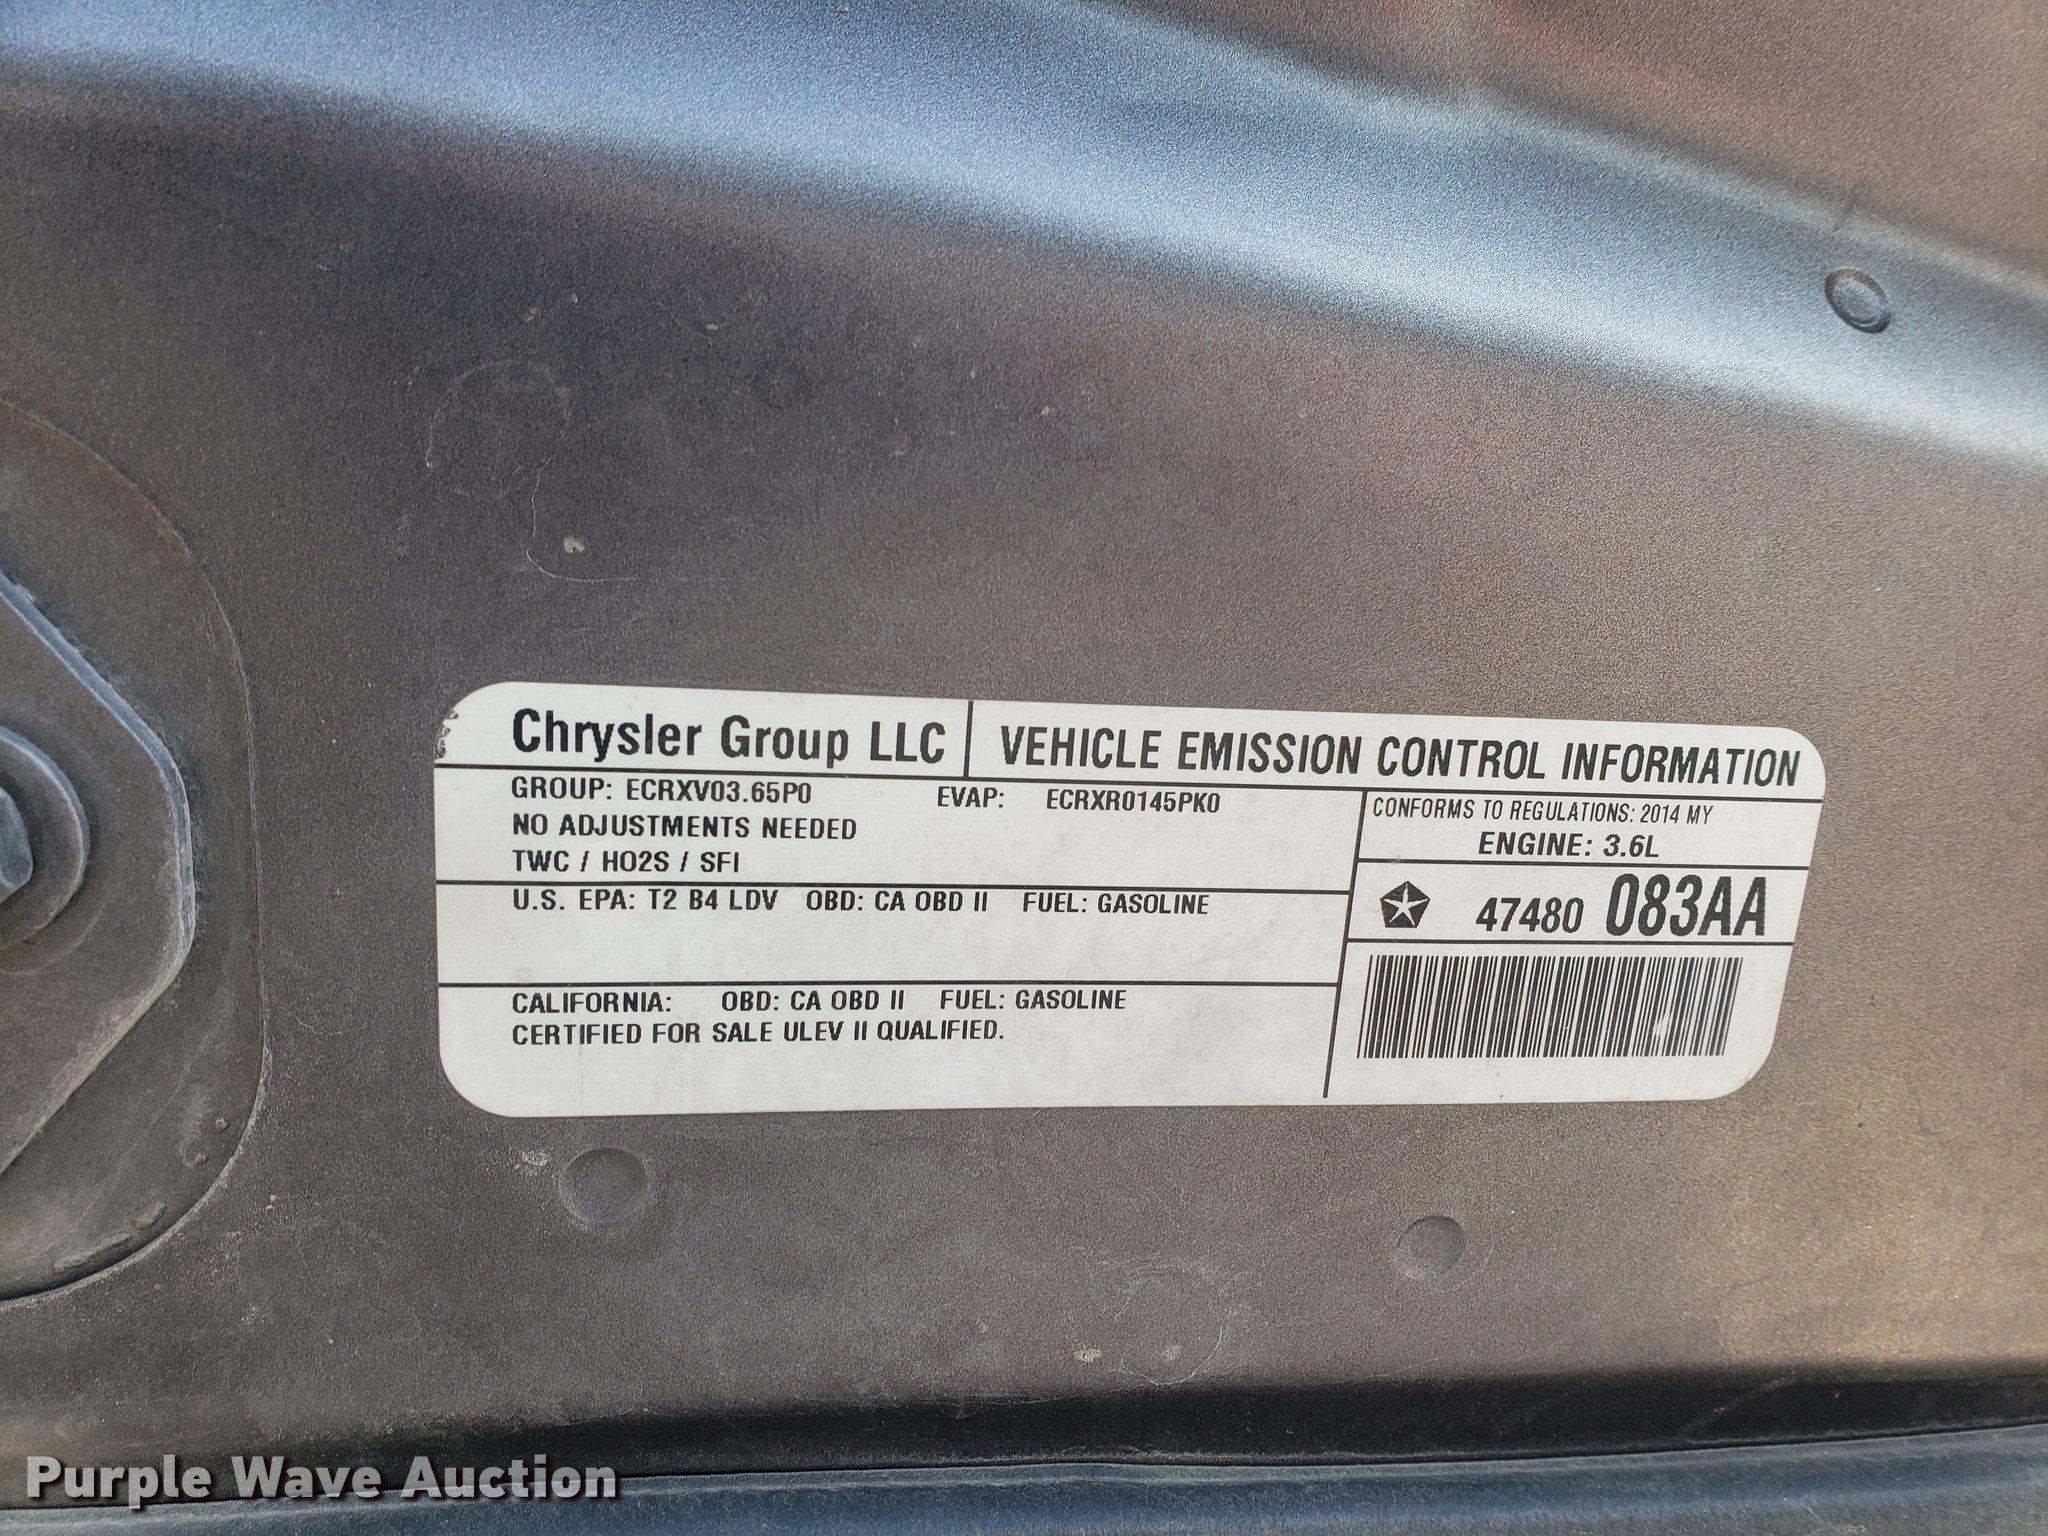 Chrysler Group LLC VEHICLE EMISSION CONTROL INFORMATION
GROUP: ECRXV03.65P0 EVAP: ECRXR0145PK0
NO ADJUSTMENTS NEEDED
TWC / HO2S / SFI
CONFORMS TO REGULATIONS: 2014 MY
ENGINE: 3.6L
U.S. EPA: T2 B4 LDV OBD: CA OBD II FUEL: GASOLINE
47480 083AA
CALIFORNIA: OBD: CA OBD II FUEL: GASOLINE
CERTIFIED FOR SALE ULEV II QUALIFIED.
Purple Wave Auction